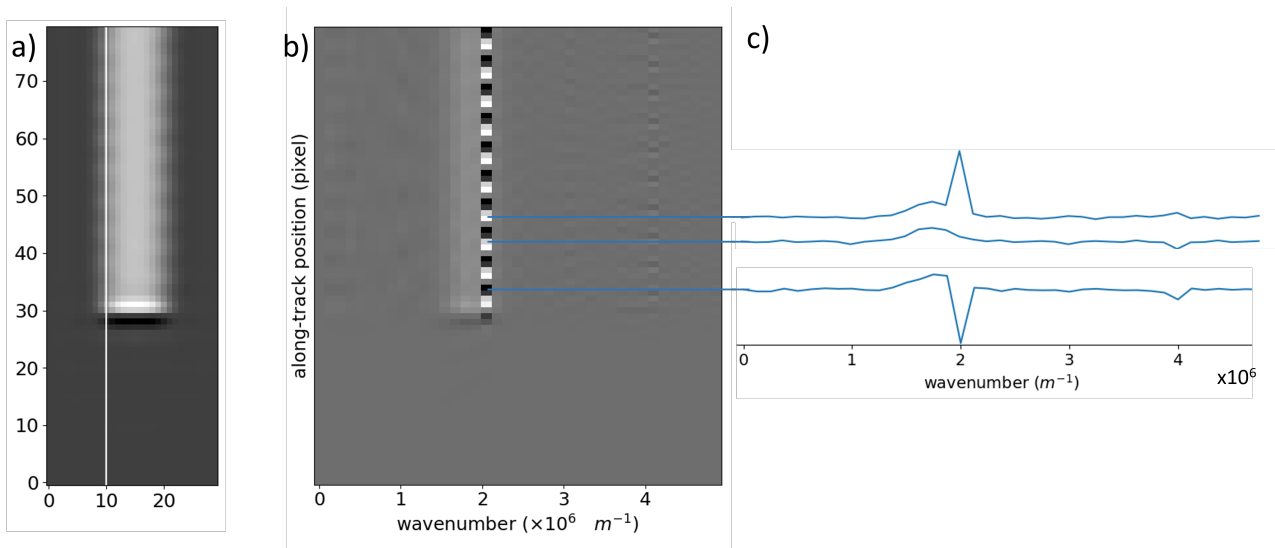 a)
70
60
50
40
30
20
10
0
0 10 20
b)
along-track position (pixel)
0 1 2 3 4
wavenumber (×10⁶ m⁻¹)
c)
0 1 2 3 4
x10⁶
wavenumber (m⁻¹)